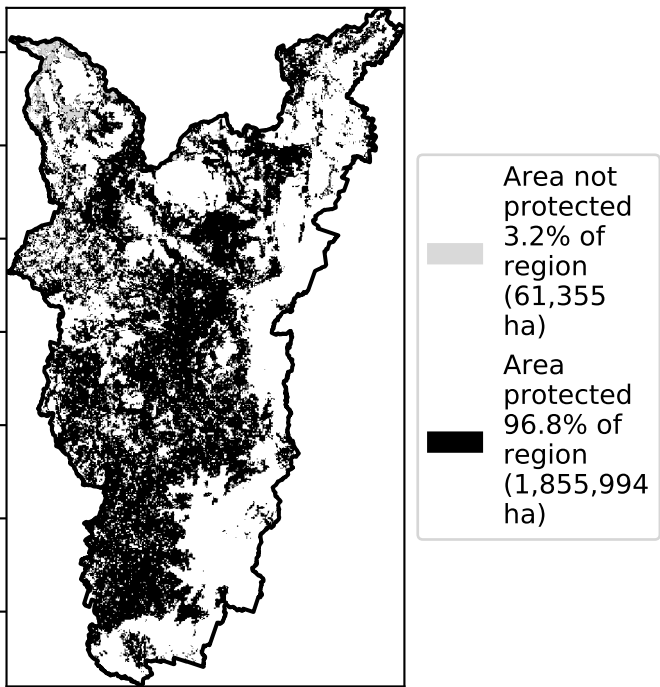 Area not
protected
3.2% of
region
(61,355
ha)
Area
protected
96.8% of
region
(1,855,994
ha)